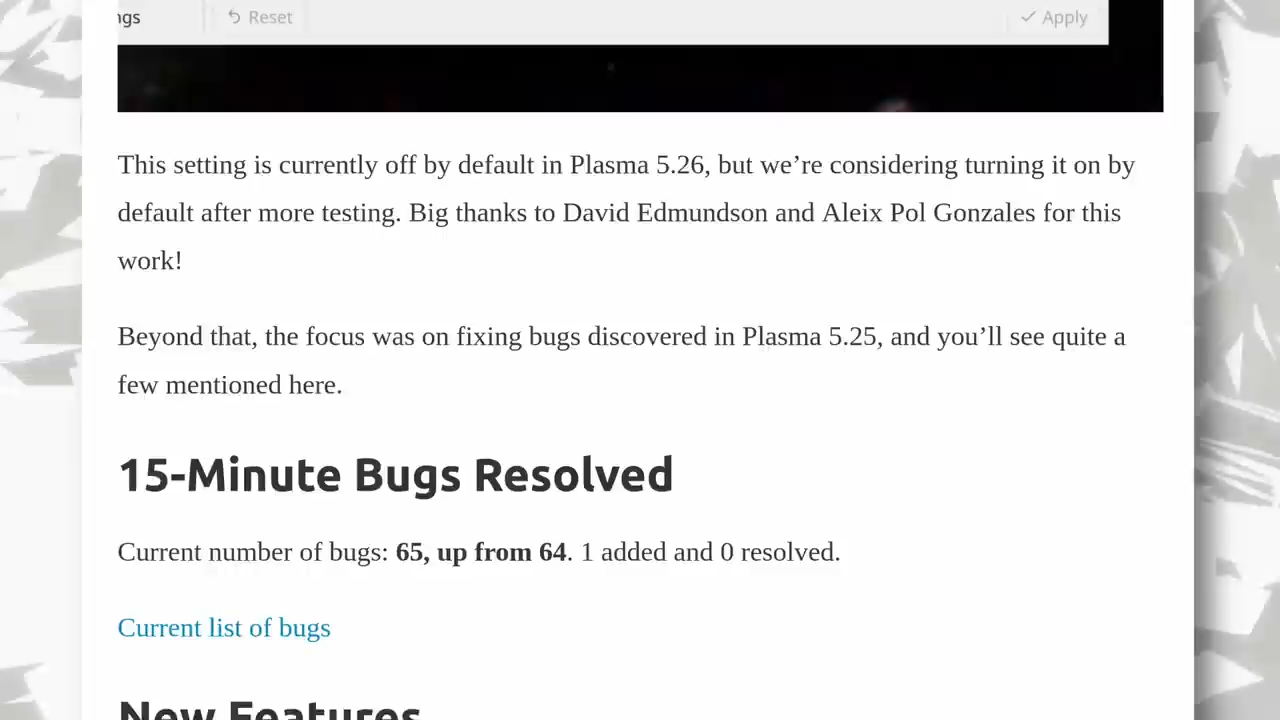 ngs Reset Apply
This setting is currently off by default in Plasma 5.26, but we’re considering turning it on by
default after more testing. Big thanks to David Edmundson and Aleix Pol Gonzales for this
work!
Beyond that, the focus was on fixing bugs discovered in Plasma 5.25, and you’ll see quite a
few mentioned here.
15-Minute Bugs Resolved
Current number of bugs: 65, up from 64. 1 added and 0 resolved.
Current list of bugs
New Features